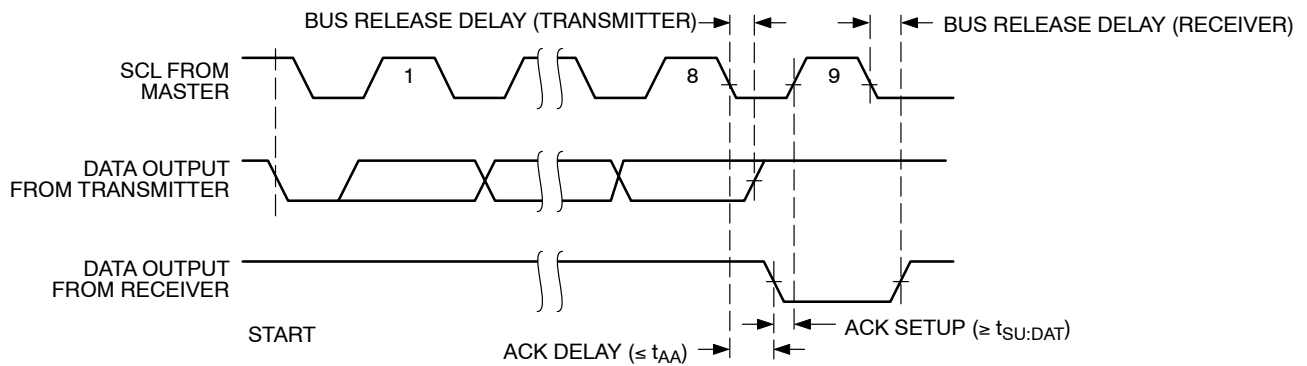 BUS RELEASE DELAY (TRANSMITTER)
BUS RELEASE DELAY (RECEIVER)
SCL FROM
MASTER
1
8
9
DATA OUTPUT
FROM TRANSMITTER
DATA OUTPUT
FROM RECEIVER
START
ACK SETUP (≥ tSU:DAT)
ACK DELAY (≤ tAA)